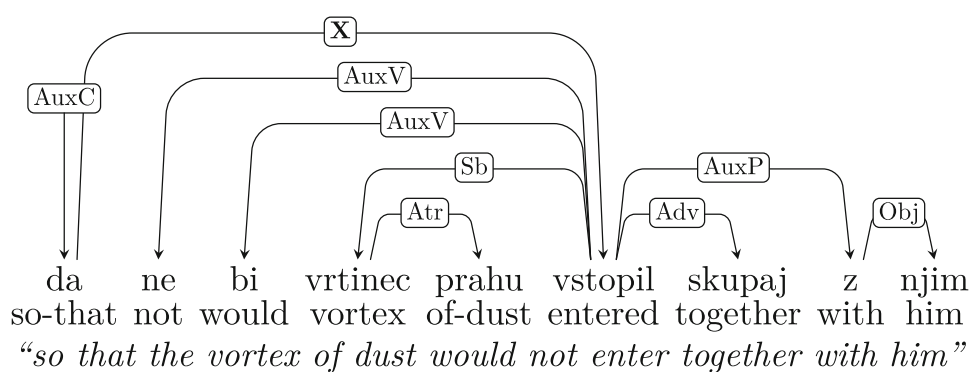 X
AuxV
AuxC
AuxV
Sb AuxP
Atr Adv Obj
da ne bi vrtinec prahu vstopil skupaj z njim
so-that not would vortex of-dust entered together with him
“so that the vortex of dust would not enter together with him”